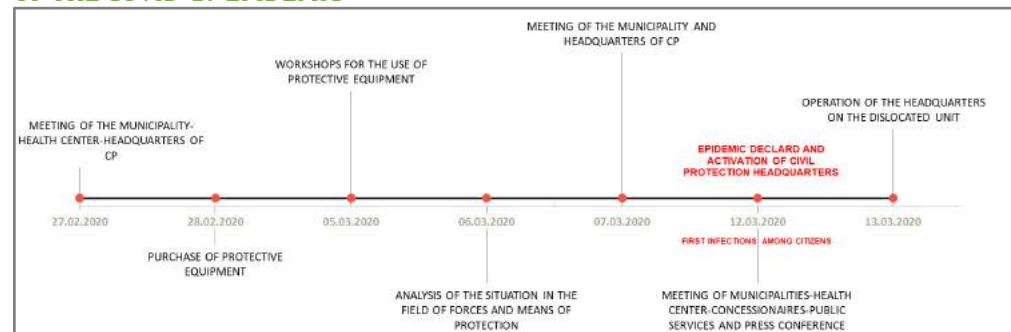 MEETING OF THE MUNICIPALITY AND
HEADQUARTERS OF CP
WORKSHOPS FOR THE USE OF
PROTECTIVE EQUIPMENT
OPERATION OF THE HEADQUARTERS
ON THE DISLOCATED UNIT
MEETING OF THE MUNICIPALITY-
HEALTH CENTER-HEADQUARTERS OF
CP
EPIDEMIC DECLARD AND
ACTIVATION OF CIVIL
PROTECTION HEADQUARTERS
27.02.2020
28.02.2020
05.03.2020
06.03.2020
07.03.2020
12.03.2020
13.03.2020
FIRST INFECTIONS AMONG CITIZENS
PURCHASE OF PROTECTIVE
EQUIPMENT
ANALYSIS OF THE SITUATION IN THE
FIELD OF FORCES AND MEANS OF
PROTECTION
MEETING OF MUNICIPALITIES-HEALTH
CENTER-CONCESSIONAIRES-PUBLIC
SERVICES AND PRESS CONFERENCE